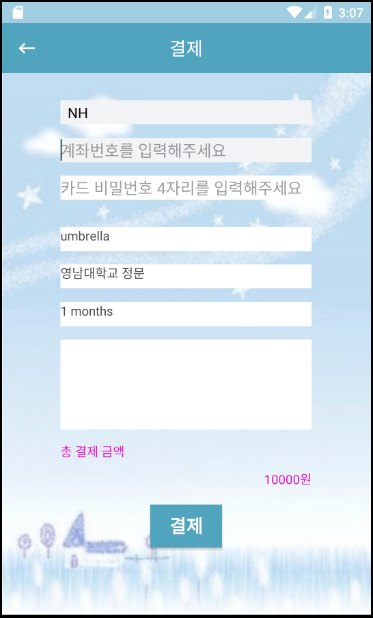 3:07
결제
NH
계좌번호를 입력해주세요
카드 비밀번호 4자리를 입력해주세요
umbrella
영남대학교 정문
1 months
총 결제 금액
10000원
결제